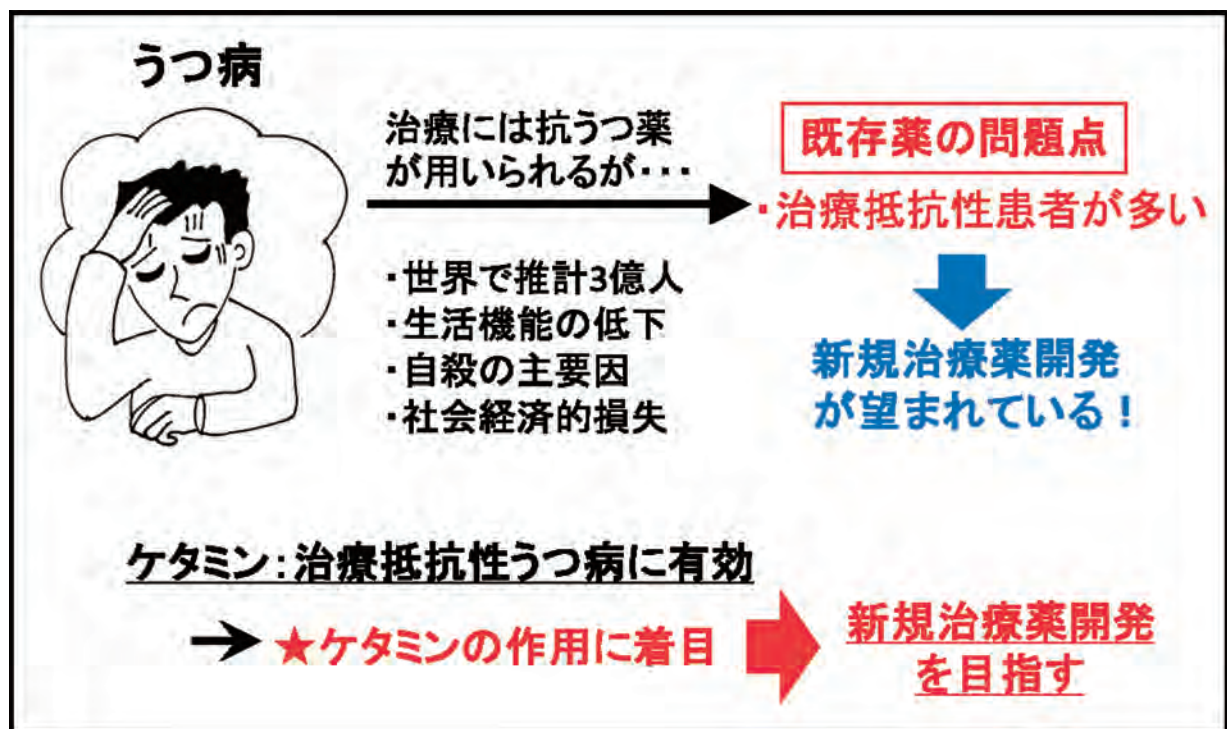 うつ病
治療には抗うつ薬
が用いられるが・・・
・世界で推計3億人
・生活機能の低下
・自殺の主要因
・社会経済的損失
既存薬の問題点
・治療抵抗性患者が多い
新規治療薬開発
が望まれている！
ケタミン：治療抵抗性うつ病に有効
→ ★ケタミンの作用に着目
新規治療薬開発
を目指す